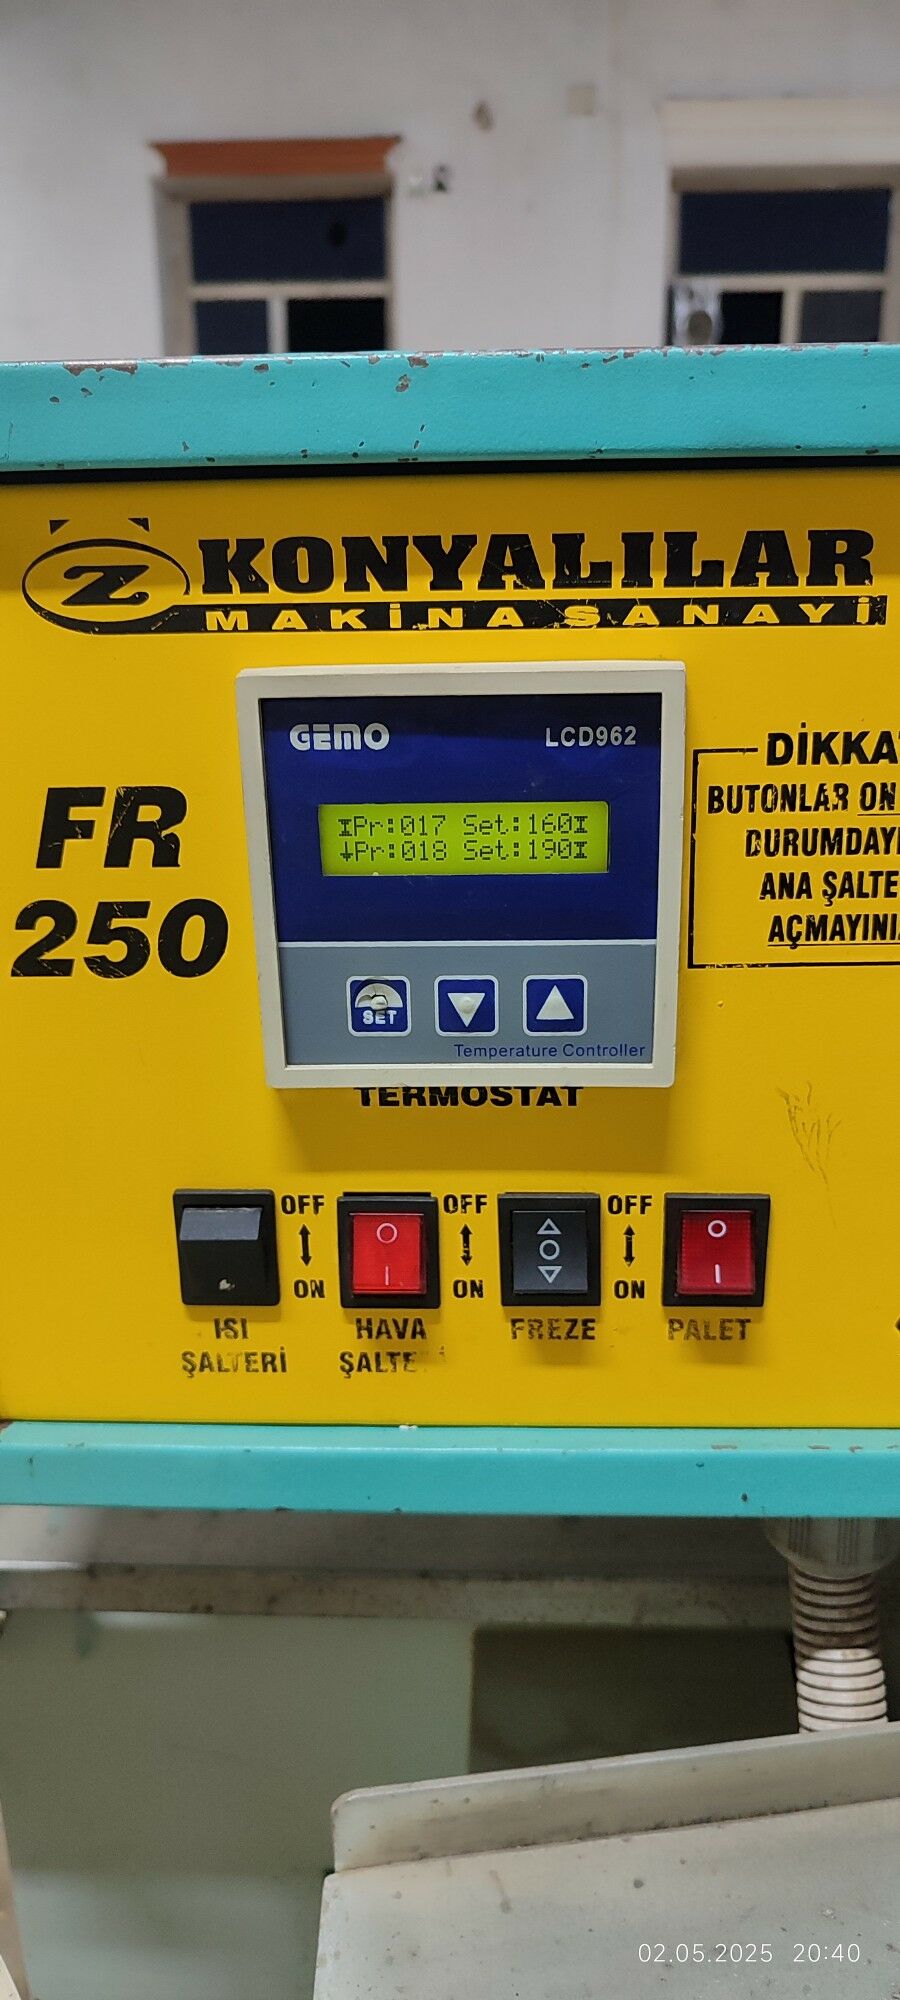 Z KONYALILAR
MAKİNA SANAYİ
GEMO LCD962
Pr:017 Set:160
Pr:018 Set:190
SET
Temperature Controller
TERMOSTAT
FR
250
DİKKA
BUTONLAR ON
DURUMDAY
ANA ŞALTE
AÇMAYINI
OFF OFF OFF
ON ON ON
ISI
ŞALTERİ
HAVA
ŞALTE
FREZE
PALET
02.05.2025 20:40